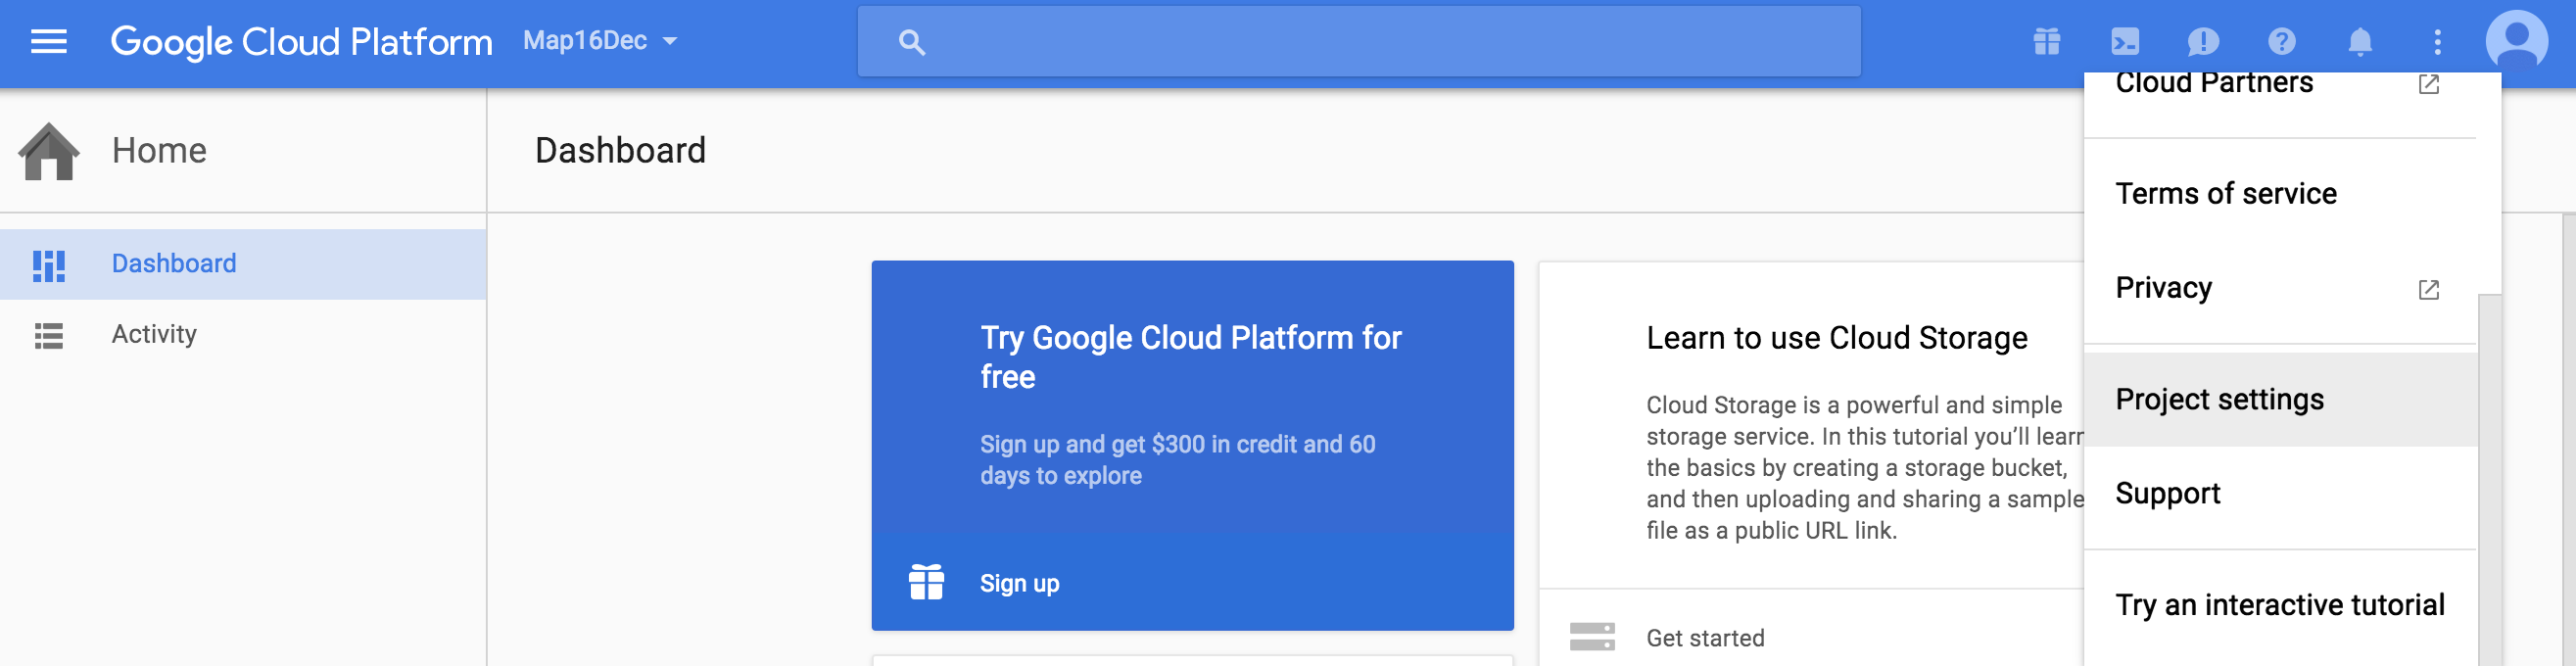 Google Cloud Platform
Map16Dec
Home
Dashboard
Activity
Dashboard
Try Google Cloud Platform for
free
Sign up and get $300 in credit and 60
days to explore
Sign up
Learn to use Cloud Storage
Cloud Storage is a powerful and simple
storage service. In this tutorial you’ll learn
the basics by creating a storage bucket,
and then uploading and sharing a sample
file as a public URL link.
Get started
Cloud Partners
Terms of service
Privacy
Project settings
Support
Try an interactive tutorial